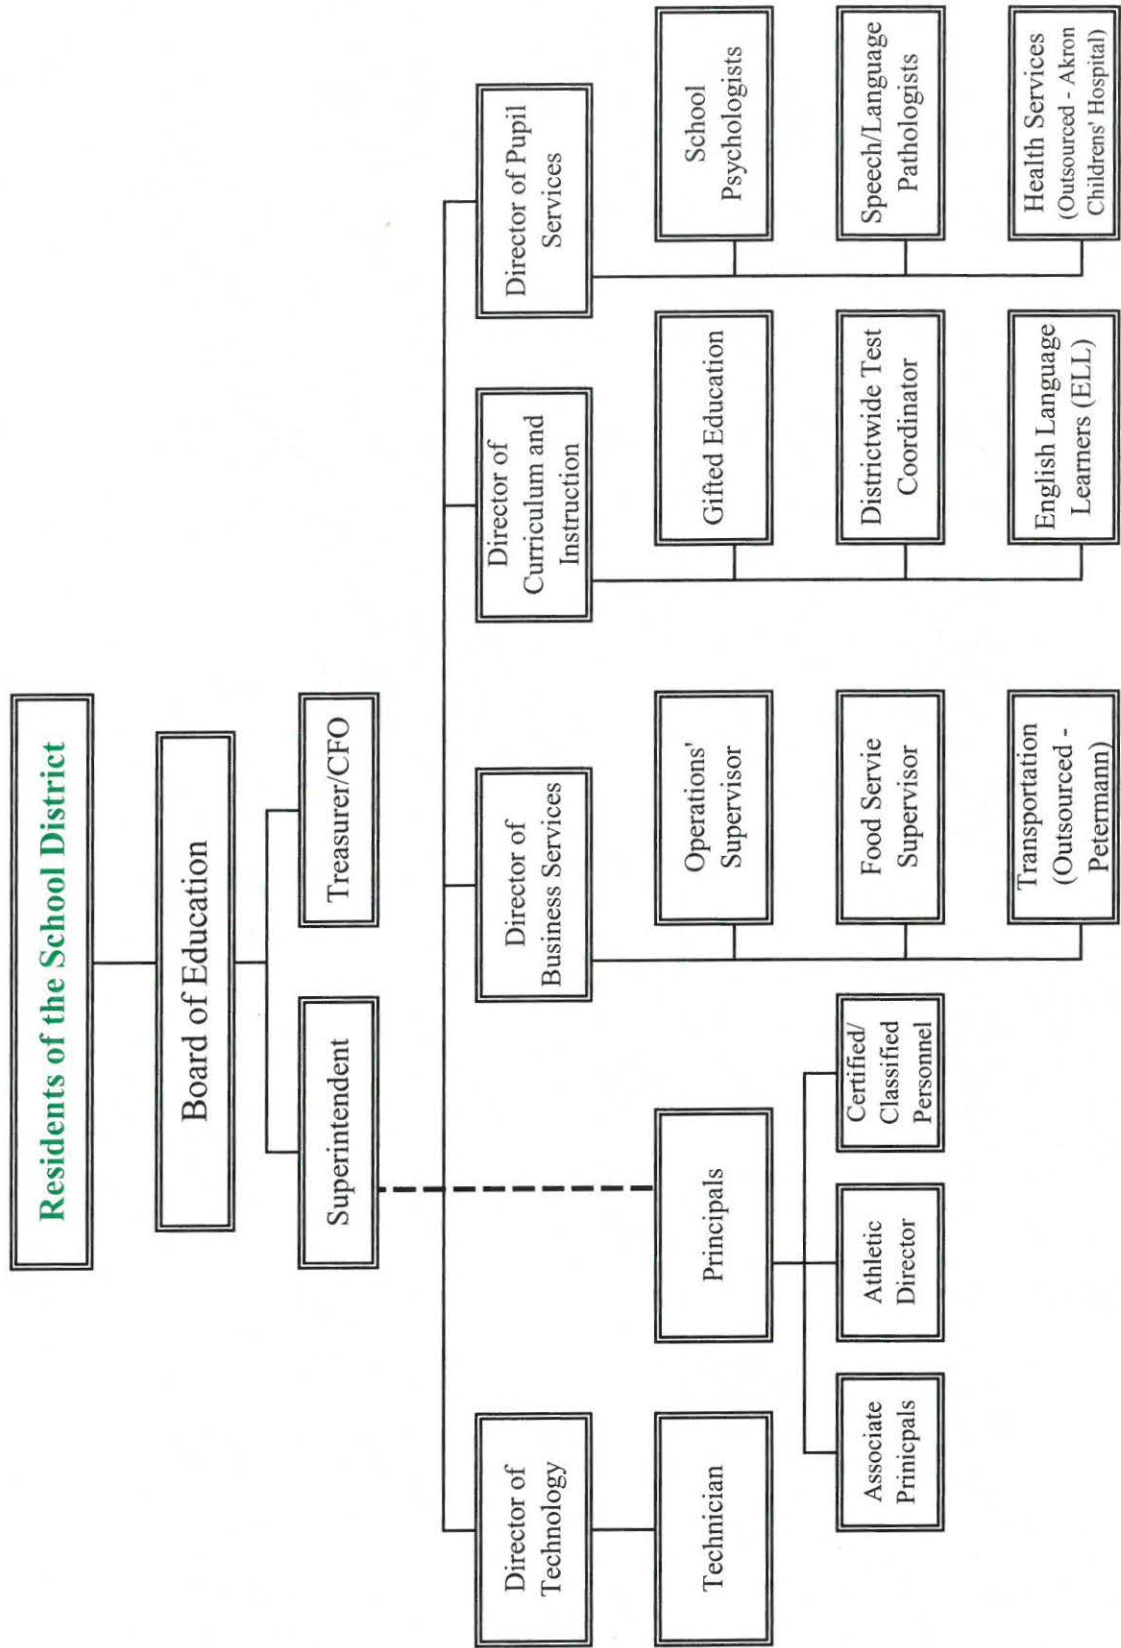 Residents of the School District
Board of Education
Superintendent
Treasurer/CFO
Director of
Technology
Director of
Business Services
Director of
Curriculum and
Instruction
Director of Pupil
Services
Technician
Principals
Operations'
Supervisor
Gifted Education
School
Psychologists
Associate
Prinicpals
Athletic
Director
Certified/
Classified
Personnel
Food Servie
Supervisor
Districtwide Test
Coordinator
Speech/Language
Pathologists
Transportation
(Outsourced -
Petermann)
English Language
Learners (ELL)
Health Services
(Outsourced - Akron
Childrens' Hospital)